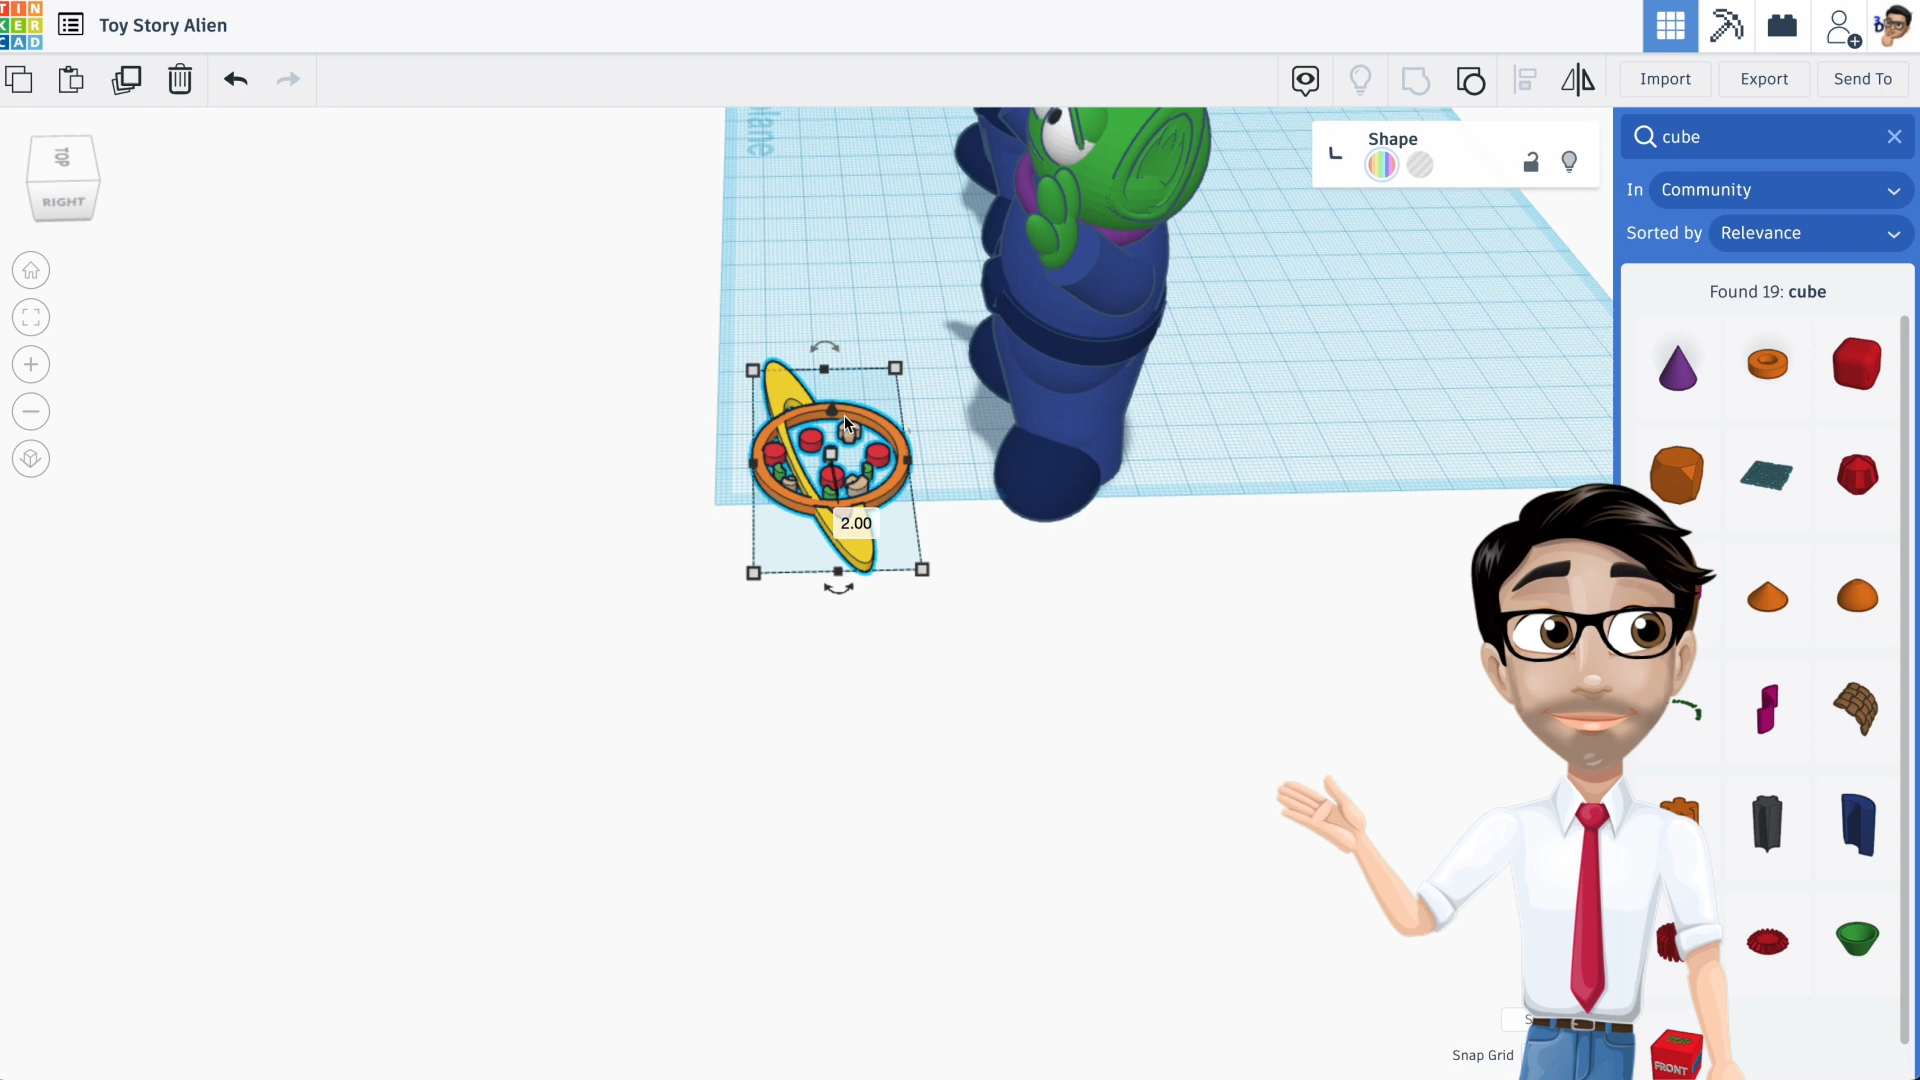 TIN
KER
CAD
Toy Story Alien
Import
Export
Send To
TOP
RIGHT
Shape
cube
In Community
Sorted by Relevance
Found 19: cube
2.00
Snap Grid
TOP
FRONT